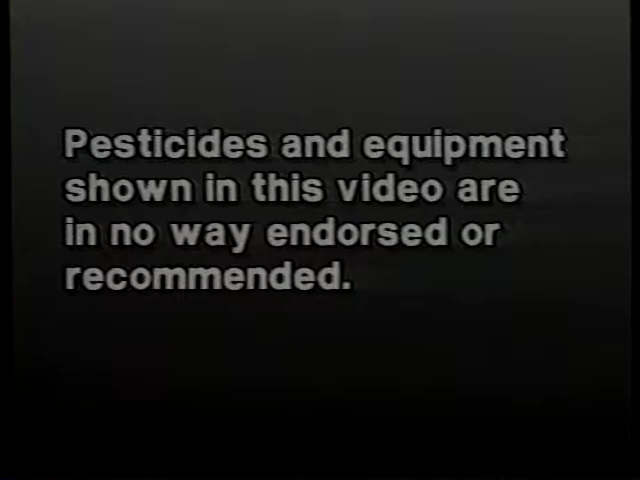 Pesticides and equipment
shown in this video are
in no way endorsed or
recommended.